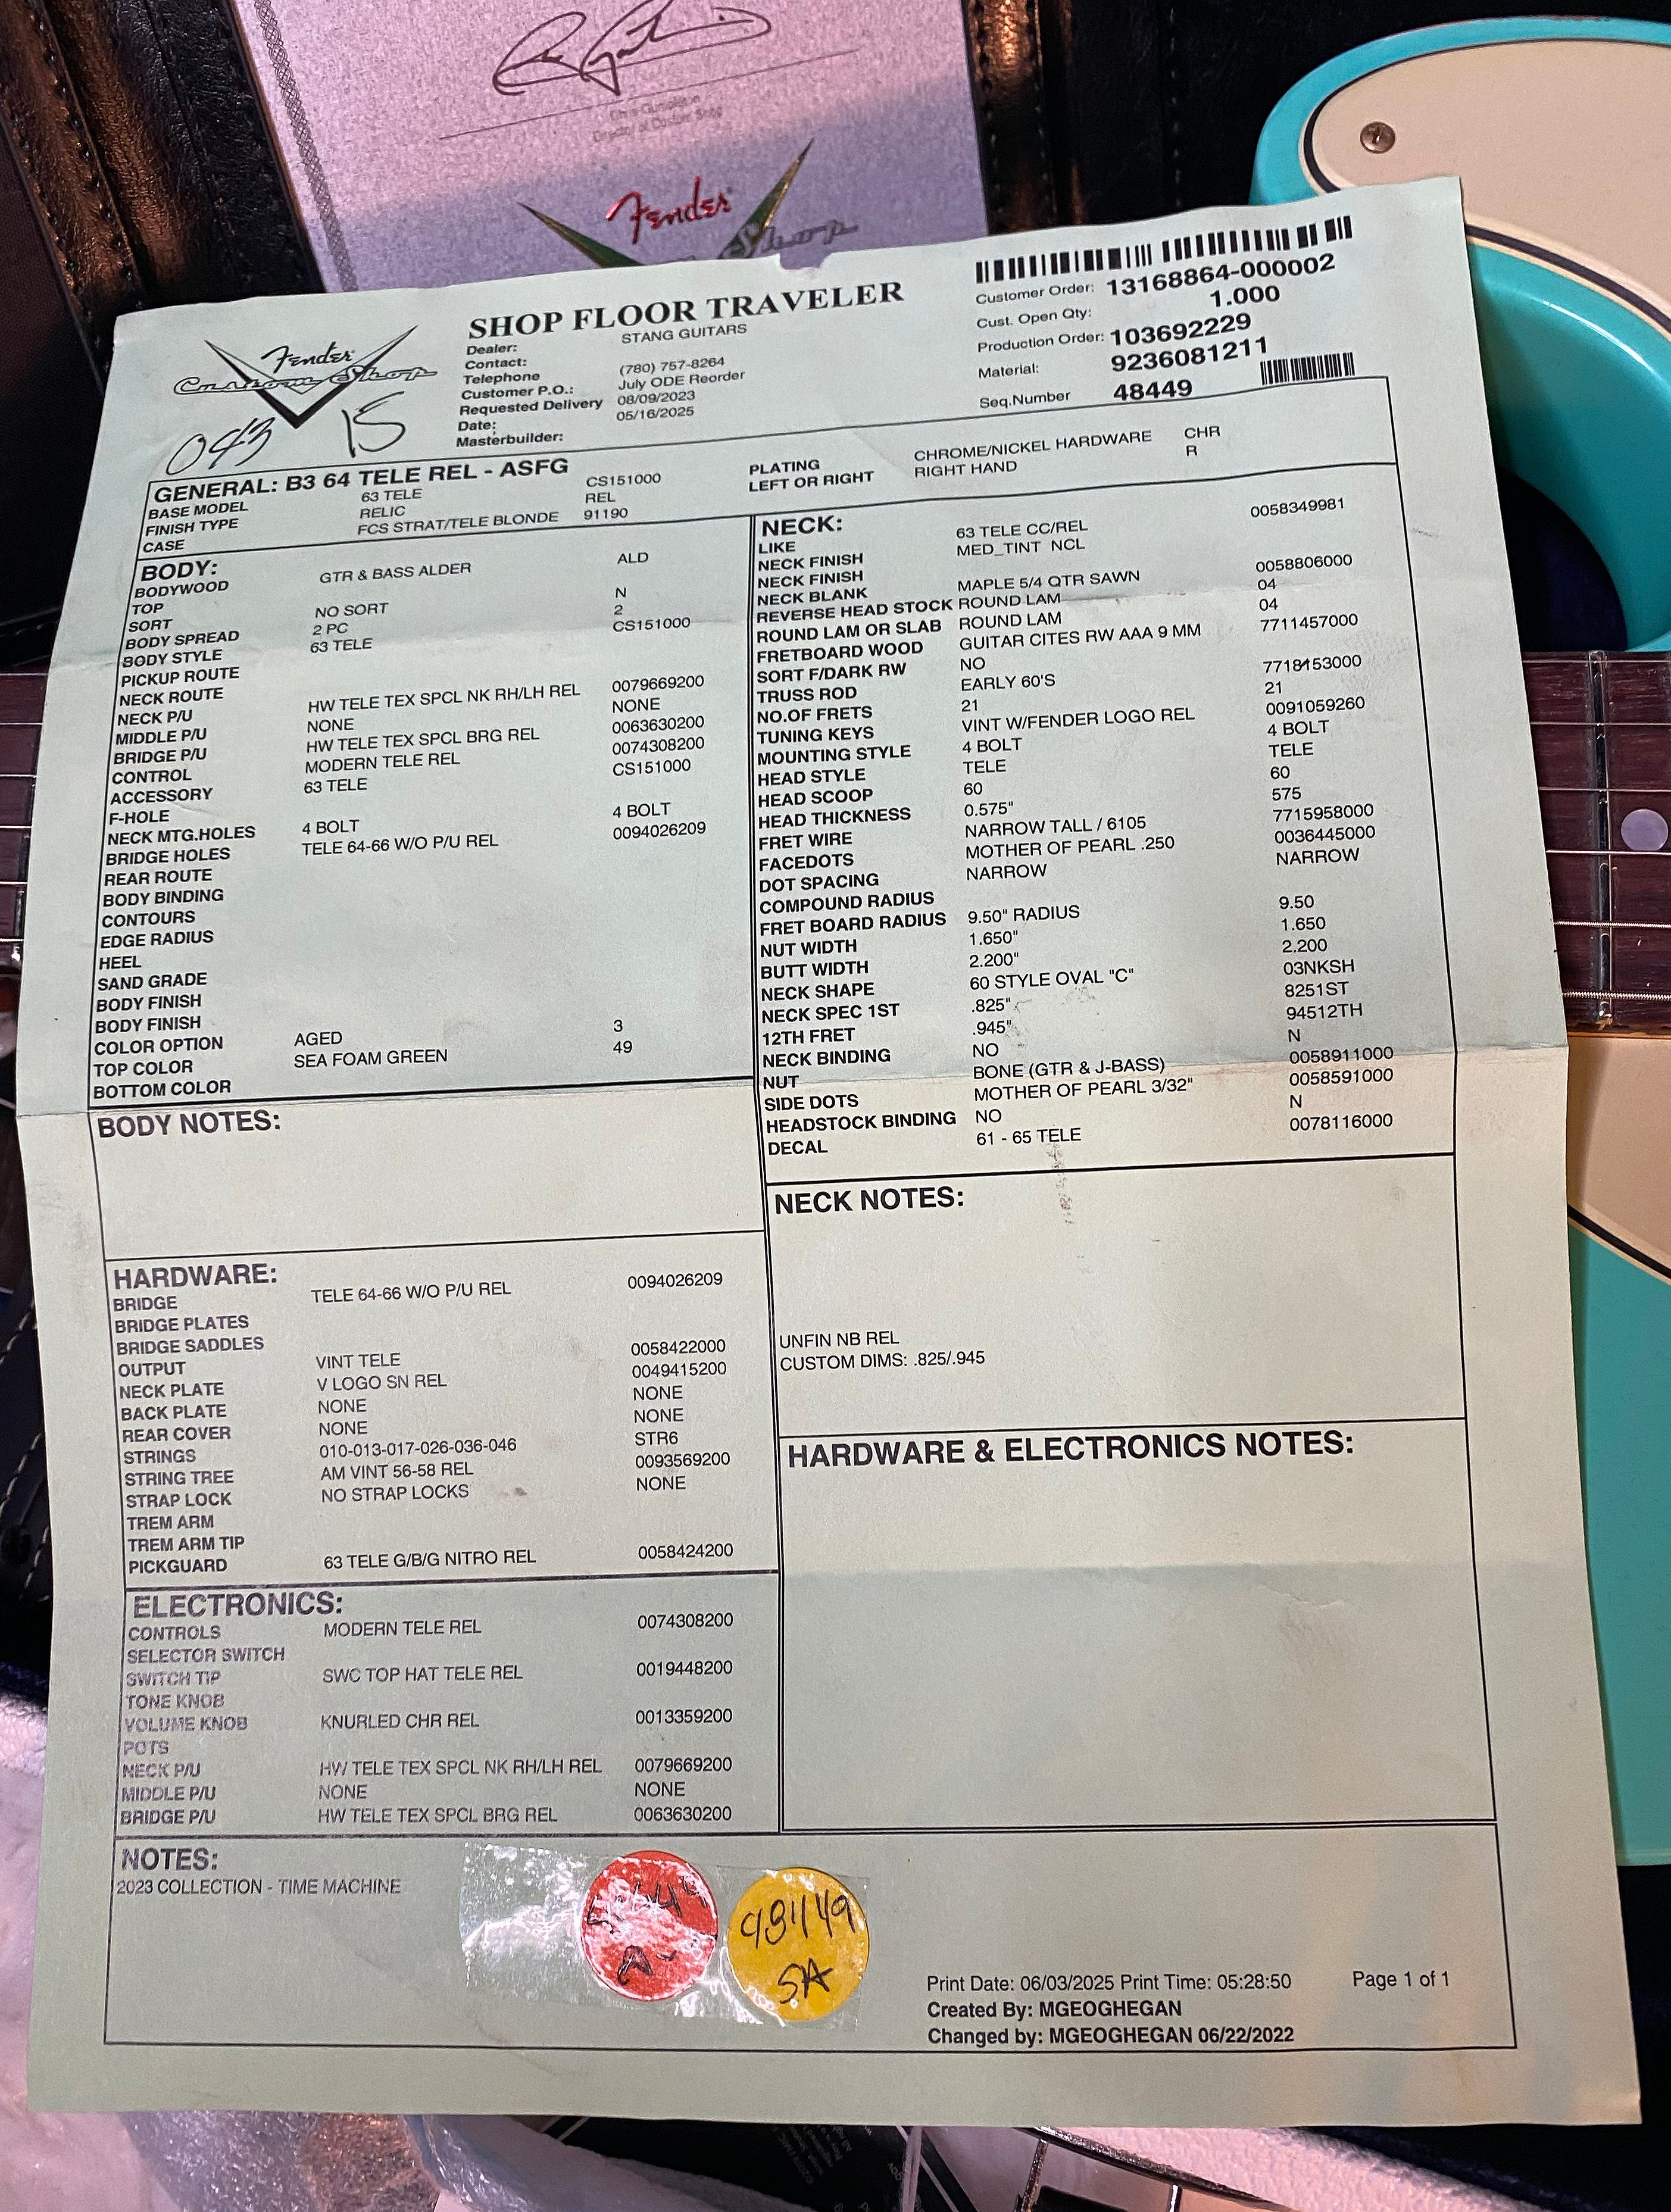 Chris Gunnelson
Director of Custom Shop
Fender
Shop
Fender
Custom Shop
043 15
SHOP FLOOR TRAVELER
Dealer: STANG GUITARS
Contact:
Telephone (780) 757-8264
Customer P.O.: July ODE Reorder
Requested Delivery 08/09/2023
Date: 05/16/2025
Masterbuilder:
Customer Order: 13168864-000002
Cust. Open Qty: 1.000
Production Order: 103692229
Material: 9236081211
Seq.Number 48449
GENERAL: B3 64 TELE REL - ASFG
BASE MODEL 63 TELE CS151000
FINISH TYPE RELIC REL
CASE FCS STRAT/TELE BLONDE 91190
PLATING CHROME/NICKEL HARDWARE CHR
LEFT OR RIGHT RIGHT HAND R
BODY:
BODYWOOD GTR & BASS ALDER ALD
TOP N
SORT NO SORT 2
BODY SPREAD 2 PC CS151000
BODY STYLE 63 TELE
PICKUP ROUTE
NECK ROUTE
NECK P/U HW TELE TEX SPCL NK RH/LH REL 0079669200
MIDDLE P/U NONE NONE
BRIDGE P/U HW TELE TEX SPCL BRG REL 0063630200
CONTROL MODERN TELE REL 0074308200
ACCESSORY 63 TELE CS151000
F-HOLE
NECK MTG.HOLES 4 BOLT 4 BOLT
BRIDGE HOLES TELE 64-66 W/O P/U REL 0094026209
REAR ROUTE
BODY BINDING
CONTOURS
EDGE RADIUS
HEEL
SAND GRADE
BODY FINISH
BODY FINISH
COLOR OPTION AGED 3
TOP COLOR SEA FOAM GREEN 49
BOTTOM COLOR
NECK:
LIKE 63 TELE CC/REL 0058349981
NECK FINISH MED_TINT NCL
NECK FINISH
NECK BLANK MAPLE 5/4 QTR SAWN 0058806000
REVERSE HEAD STOCK ROUND LAM 04
ROUND LAM OR SLAB ROUND LAM 04
FRETBOARD WOOD GUITAR CITES RW AAA 9 MM 7711457000
SORT F/DARK RW NO
TRUSS ROD EARLY 60'S 7718153000
NO.OF FRETS 21 21
TUNING KEYS VINT W/FENDER LOGO REL 0091059260
MOUNTING STYLE 4 BOLT 4 BOLT
HEAD STYLE TELE TELE
HEAD SCOOP 60 60
HEAD THICKNESS 0.575" 575
FRET WIRE NARROW TALL / 6105 7715958000
FACEDOTS MOTHER OF PEARL .250 0036445000
DOT SPACING NARROW NARROW
COMPOUND RADIUS
FRET BOARD RADIUS 9.50" RADIUS 9.50
NUT WIDTH 1.650" 1.650
BUTT WIDTH 2.200" 2.200
NECK SHAPE 60 STYLE OVAL "C" 03NKSH
NECK SPEC 1ST .825" 8251ST
12TH FRET .945" 94512TH
NECK BINDING NO N
NUT BONE (GTR & J-BASS) 0058911000
SIDE DOTS MOTHER OF PEARL 3/32" 0058591000
HEADSTOCK BINDING NO N
DECAL 61 - 65 TELE 0078116000
BODY NOTES:
NECK NOTES:
UNFIN NB REL
CUSTOM DIMS: .825/.945
HARDWARE:
BRIDGE TELE 64-66 W/O P/U REL 0094026209
BRIDGE PLATES
BRIDGE SADDLES
OUTPUT VINT TELE 0058422000
NECK PLATE V LOGO SN REL 0049415200
BACK PLATE NONE NONE
REAR COVER NONE NONE
STRINGS 010-013-017-026-036-046 STR6
STRING TREE AM VINT 56-58 REL 0093569200
STRAP LOCK NO STRAP LOCKS NONE
TREM ARM
TREM ARM TIP
PICKGUARD 63 TELE G/B/G NITRO REL 0058424200
HARDWARE & ELECTRONICS NOTES:
ELECTRONICS:
CONTROLS MODERN TELE REL 0074308200
SELECTOR SWITCH
SWITCH TIP SWC TOP HAT TELE REL 0019448200
TONE KNOB
VOLUME KNOB KNURLED CHR REL 0013359200
POTS
NECK P/U HW TELE TEX SPCL NK RH/LH REL 0079669200
MIDDLE P/U NONE NONE
BRIDGE P/U HW TELE TEX SPCL BRG REL 0063630200
NOTES:
2023 COLLECTION - TIME MACHINE
48449
SA
Print Date: 06/03/2025 Print Time: 05:28:50 Page 1 of 1
Created By: MGEOGHEGAN
Changed by: MGEOGHEGAN 06/22/2022